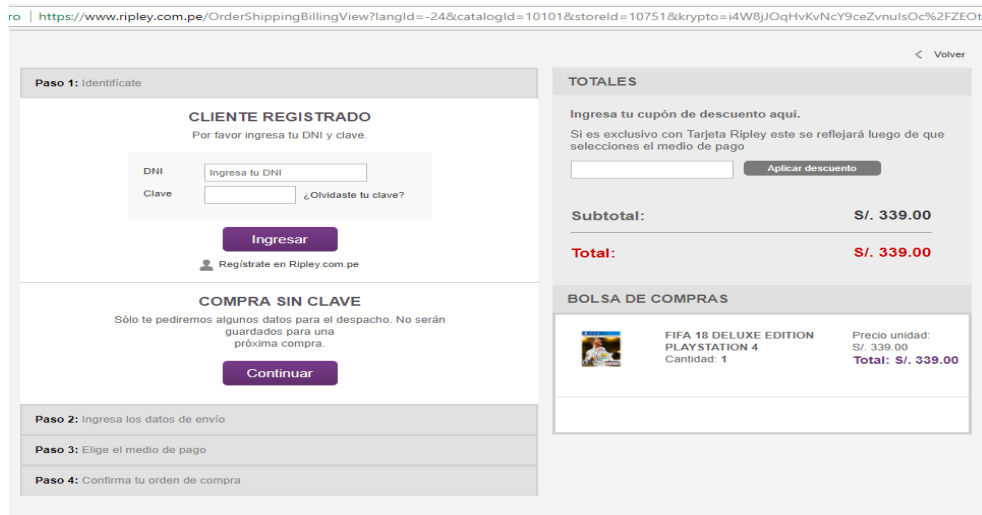 ro | https://www.ripley.com.pe/OrderShippingBillingView?langId=-24&catalogId=10101&storeId=10751&krypto=i4W8jJOqHvKvNcY9ceZvnulsOc%2FZEOt
< Volver
Paso 1: Identifícate
CLIENTE REGISTRADO
Por favor ingresa tu DNI y clave.
DNI Ingresa tu DNI
Clave ¿Olvidaste tu clave?
Ingresar
Regístrate en Ripley.com.pe
COMPRA SIN CLAVE
Sólo te pediremos algunos datos para el despacho. No serán
guardados para una
próxima compra.
Continuar
Paso 2: Ingresa los datos de envío
Paso 3: Elige el medio de pago
Paso 4: Confirma tu orden de compra
TOTALES
Ingresa tu cupón de descuento aquí.
Si es exclusivo con Tarjeta Ripley este se reflejará luego de que
selecciones el medio de pago
Aplicar descuento
Subtotal: S/. 339.00
Total: S/. 339.00
BOLSA DE COMPRAS
FIFA 18 DELUXE EDITION
PLAYSTATION 4
Cantidad: 1
Precio unidad:
S/. 339.00
Total: S/. 339.00